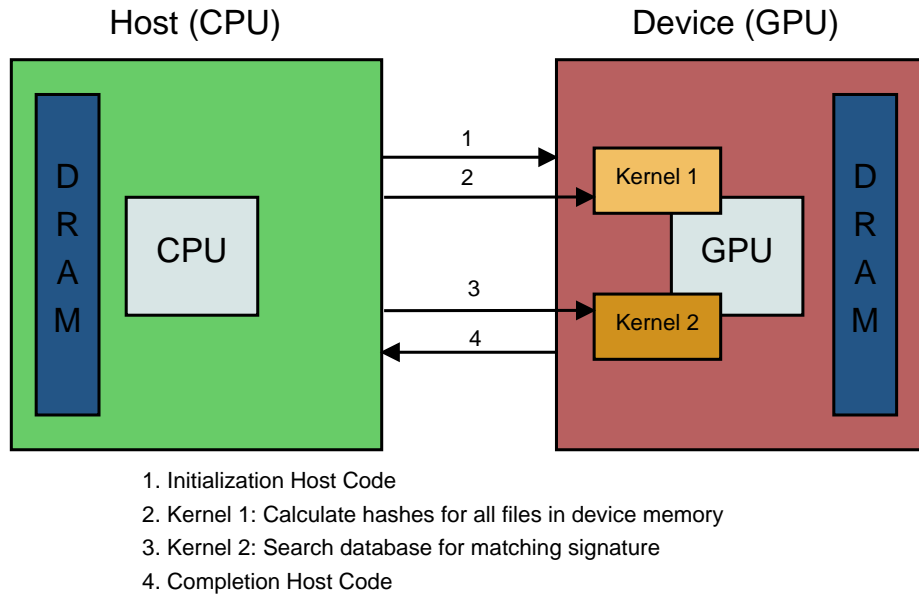 Host (CPU)
Device (GPU)
D
R
A
M
CPU
1
2
3
4
Kernel 1
GPU
Kernel 2
D
R
A
M
1. Initialization Host Code
2. Kernel 1: Calculate hashes for all files in device memory
3. Kernel 2: Search database for matching signature
4. Completion Host Code